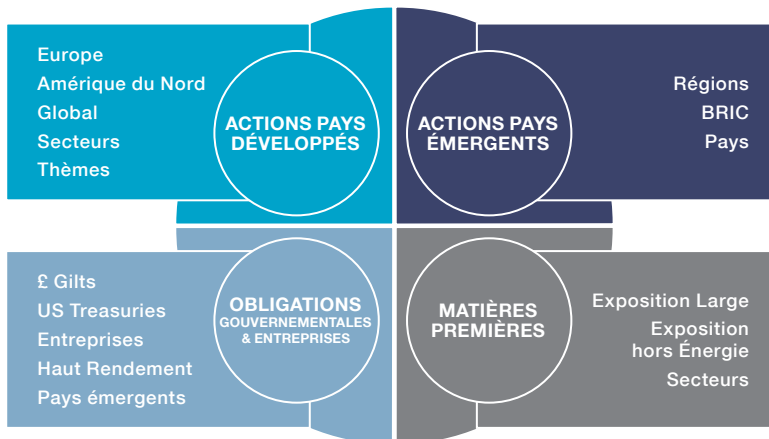 Europe
Amérique du Nord
Global
Secteurs
Thèmes
ACTIONS PAYS
DÉVELOPPÉS
ACTIONS PAYS
ÉMERGENTS
Régions
BRIC
Pays
£ Gilts
US Treasuries
Entreprises
Haut Rendement
Pays émergents
OBLIGATIONS
GOUVERNEMENTALES
& ENTREPRISES
MATIÈRES
PREMIÈRES
Exposition Large
Exposition
hors Énergie
Secteurs